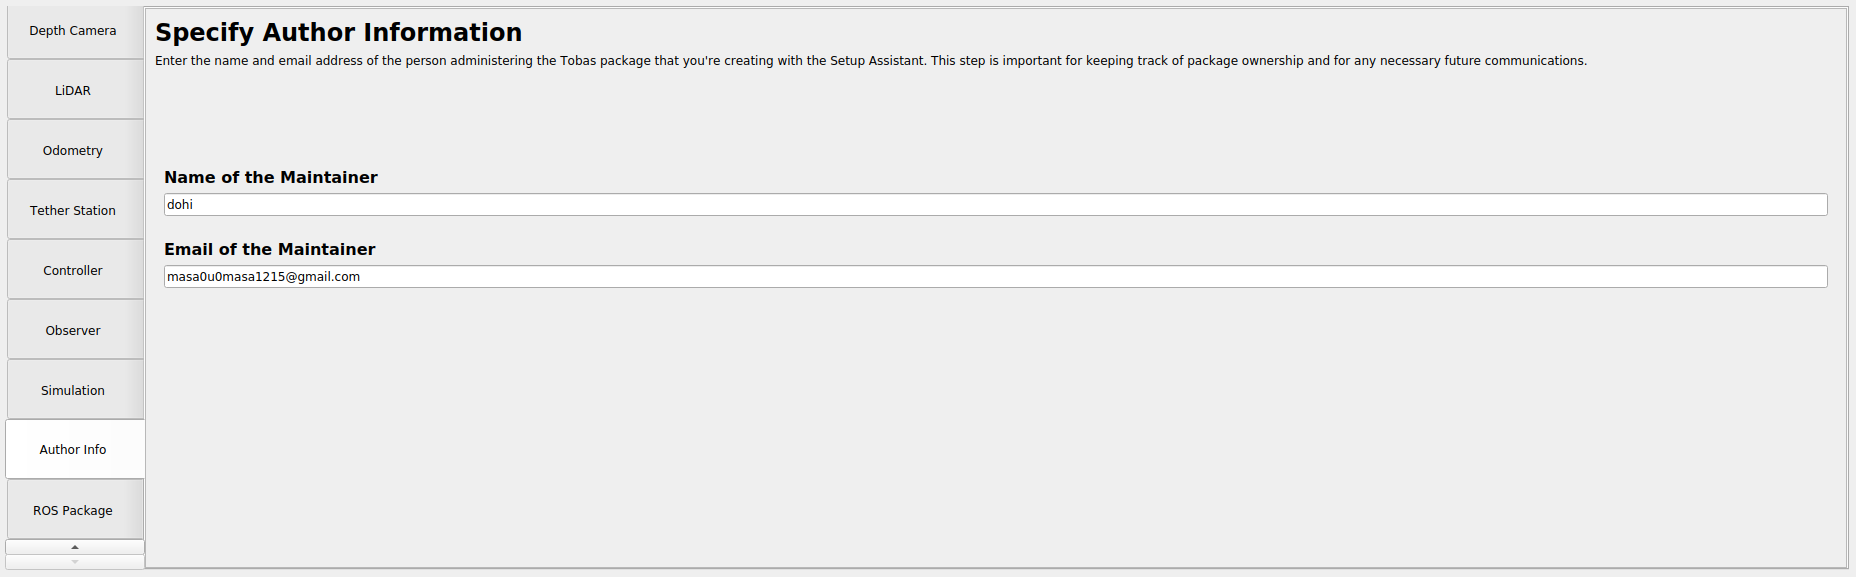 Depth Camera
LiDAR
Odometry
Tether Station
Controller
Observer
Simulation
Author Info
ROS Package
Specify Author Information
Enter the name and email address of the person administering the Tobas package that you're creating with the Setup Assistant. This step is important for keeping track of package ownership and for any necessary future communications.
Name of the Maintainer
dohi
Email of the Maintainer
masa0u0masa1215@gmail.com